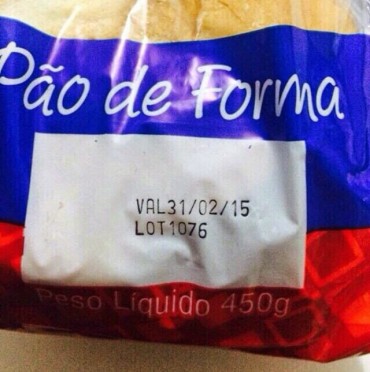 Pão de Forma
VAL31/02/15
LOT1076
Peso Líquido 450g